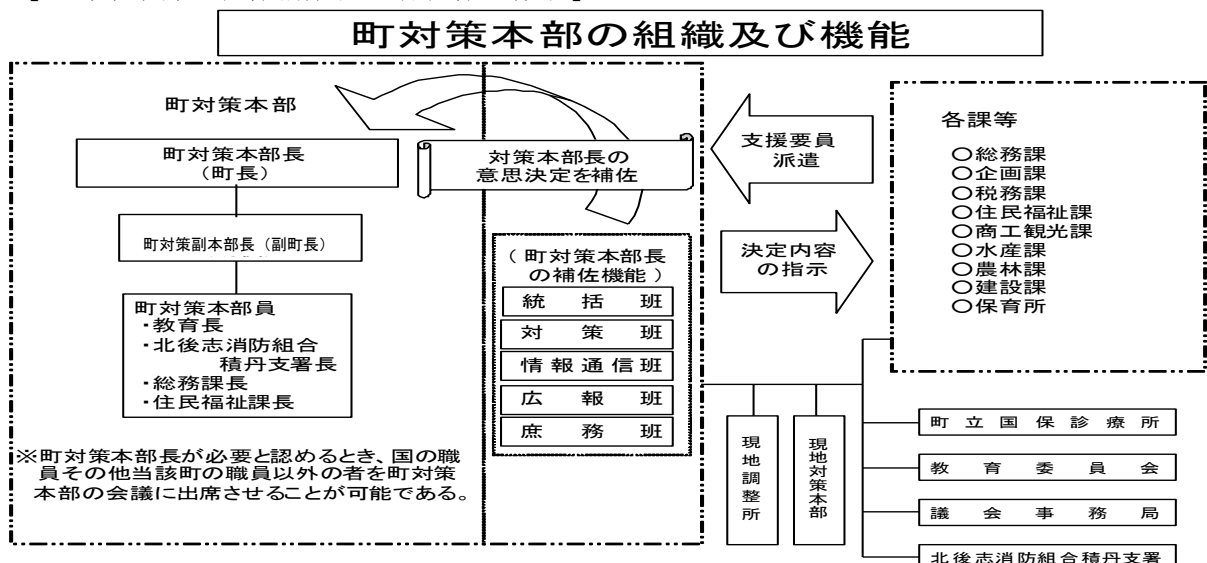 町対策本部の組織及び機能
町対策本部
町対策本部長
(町長)
町対策副本部長(副町長)
町対策本部員
・教育長
・北後志消防組合
積丹支署長
・総務課長
・住民福祉課長
※町対策本部長が必要と認めるとき、国の職
員その他当該町の職員以外の者を町対策
本部の会議に出席させることが可能である。
対策本部長の
意思決定を補佐
(町対策本部長
の補佐機能)
統括班
対策班
情報通信班
広報班
庶務班
支援要員
派遣
決定内容
の指示
各課等
○総務課
○企画課
○税務課
○住民福祉課
○商工観光課
○水産課
○農林課
○建設課
○保育所
現地調整所
現地対策本部
町立国保診療所
教育委員会
議会事務局
北後志消防組合積丹支署